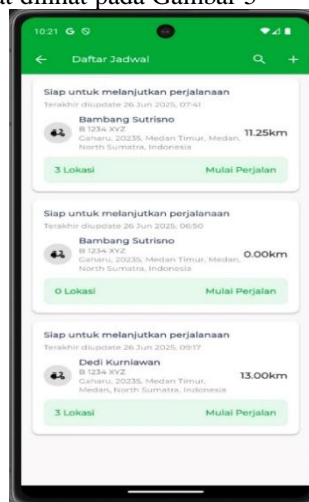 at dilihat pada Gambar 5
10:21 G
Daftar Jadwal
Siap untuk melanjutkan perjalanaan
Terakhir diupdate 26 Jun 2025, 07:41
Bambang Sutrisno
B 1234 XYZ
Gaharu, 20235, Medan Timur, Medan,
North Sumatra, Indonesia
11.25km
3 Lokasi
Mulai Perjalan
Siap untuk melanjutkan perjalanaan
Terakhir diupdate 26 Jun 2025, 06:50
Bambang Sutrisno
B 1234 XYZ
Gaharu, 20235, Medan Timur, Medan,
North Sumatra, Indonesia
0.00km
0 Lokasi
Mulai Perjalan
Siap untuk melanjutkan perjalanaan
Terakhir diupdate 26 Jun 2025, 09:17
Dedi Kurniawan
B 1234 XYZ
Gaharu, 20235, Medan Timur,
Medan, North Sumatra, Indonesia
13.00km
3 Lokasi
Mulai Perjalan